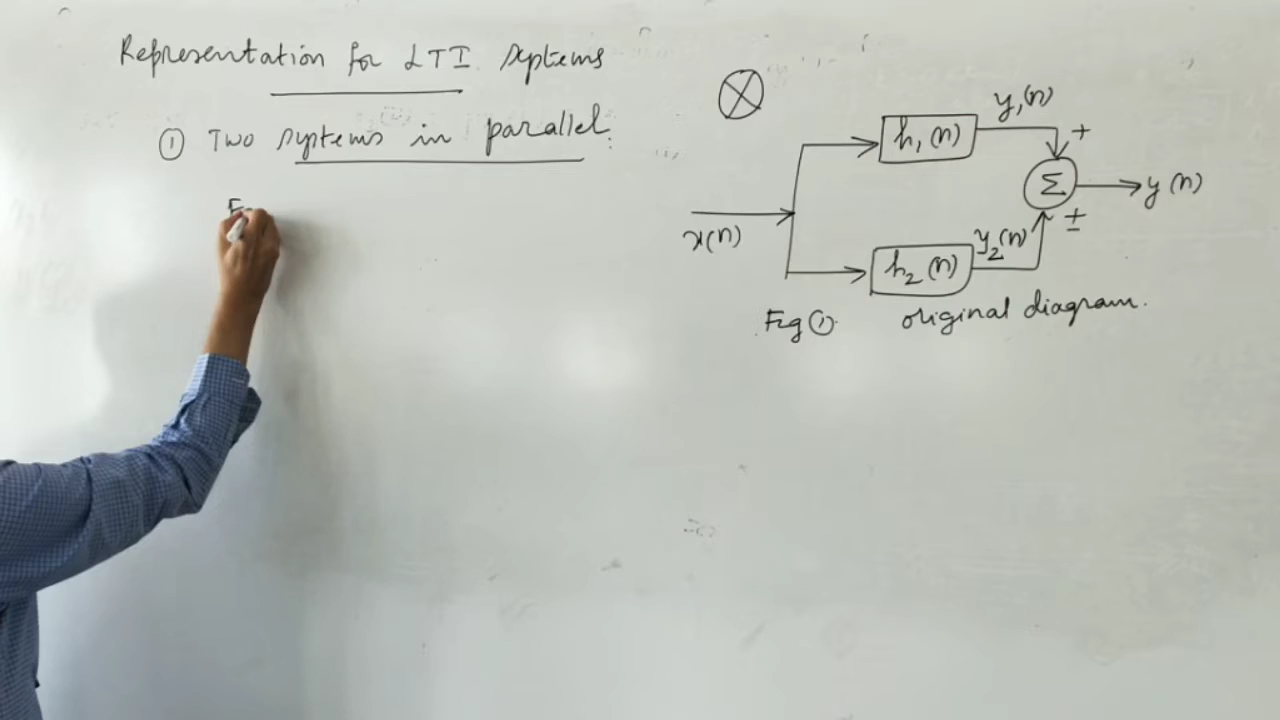 Representation for LTI systems
① Two systems in parallel.
y₁(n)
h₁(n)
+
Σ
y(n)
±
x(n)
y₂(n)
h₂(n)
Fig ①. original diagram.